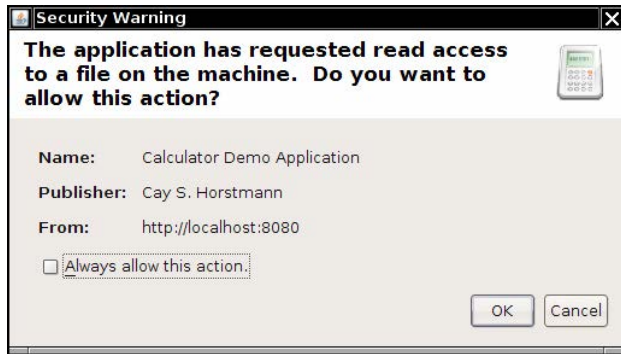 Security Warning
The application has requested read access
to a file on the machine. Do you want to
allow this action?
Name: Calculator Demo Application
Publisher: Cay S. Horstmann
From: http://localhost:8080
Always allow this action.
OK Cancel